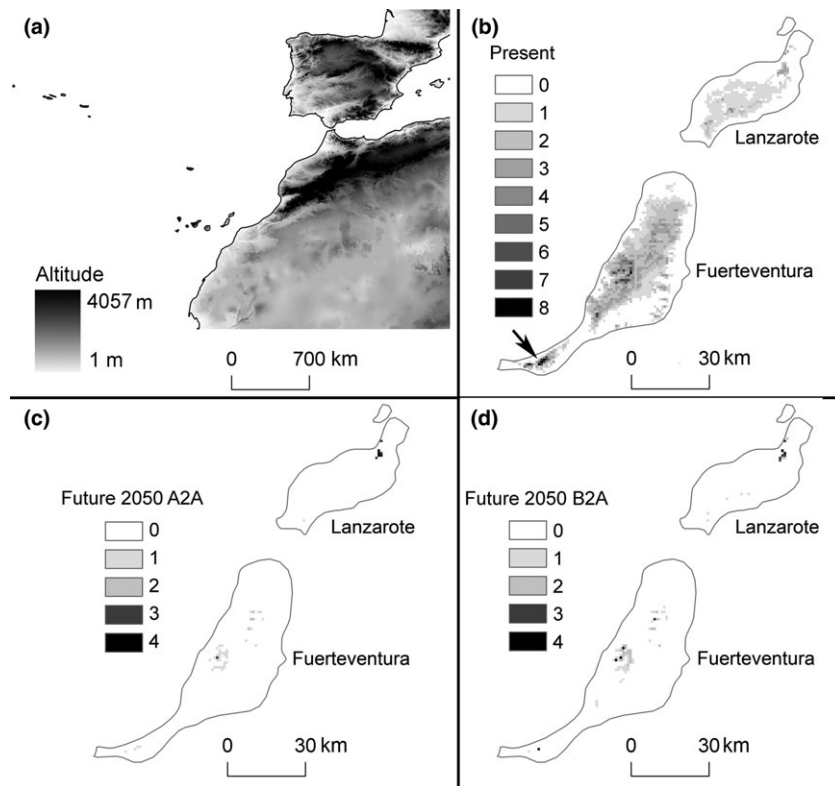 (a)
Altitude
4057 m
1 m
0 700 km
(b)
Present
0
1
2
3
4
5
6
7
8
Lanzarote
Fuerteventura
0 30 km
(c)
Future 2050 A2A
0
1
2
3
4
Lanzarote
Fuerteventura
0 30 km
(d)
Future 2050 B2A
0
1
2
3
4
Lanzarote
Fuerteventura
0 30 km